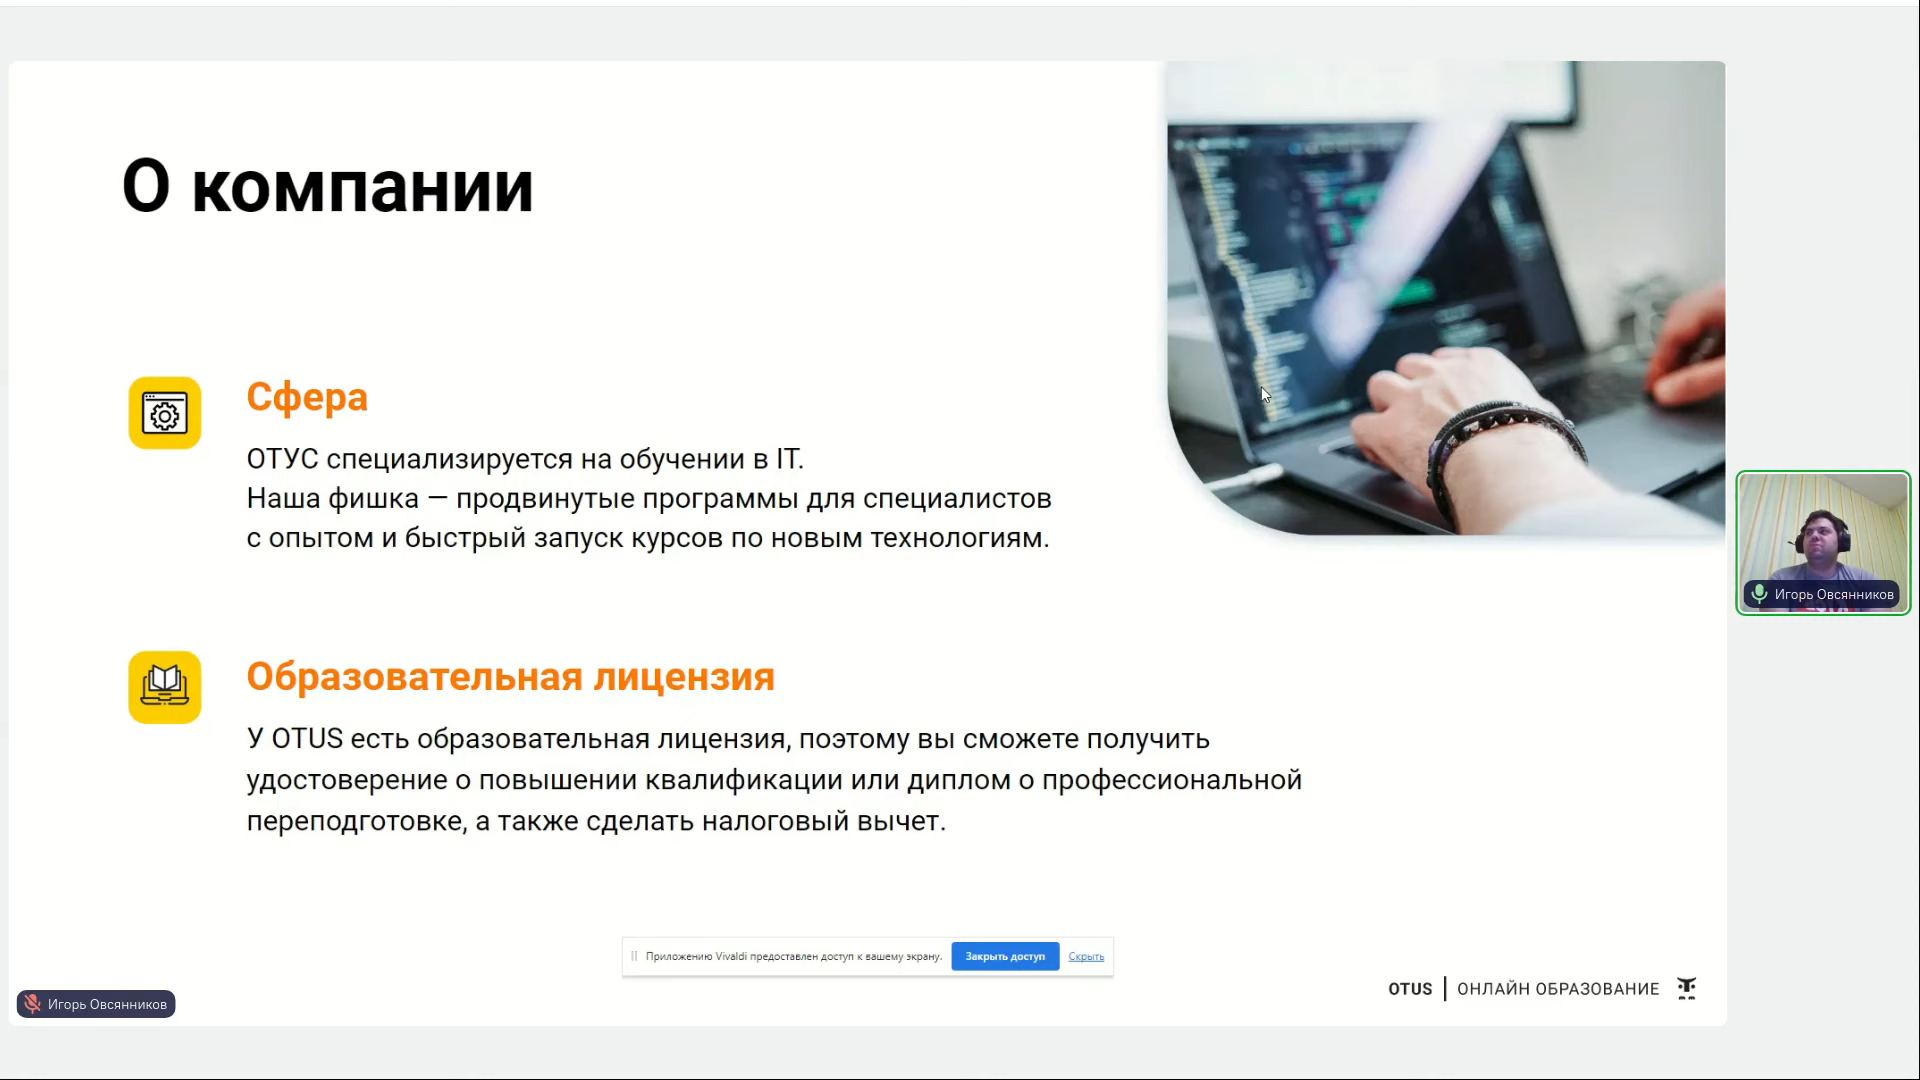 О компании
Сфера
ОТУС специализируется на обучении в IT.
Наша фишка — продвинутые программы для специалистов
с опытом и быстрый запуск курсов по новым технологиям.
Игорь Овсянников
Образовательная лицензия
У OTUS есть образовательная лицензия, поэтому вы сможете получить
удостоверение о повышении квалификации или диплом о профессиональной
переподготовке, а также сделать налоговый вычет.
Приложению Vivaldi предоставлен доступ к вашему экрану. Закрыть доступ Скрыть
OTUS | ОНЛАЙН ОБРАЗОВАНИЕ
Игорь Овсянников